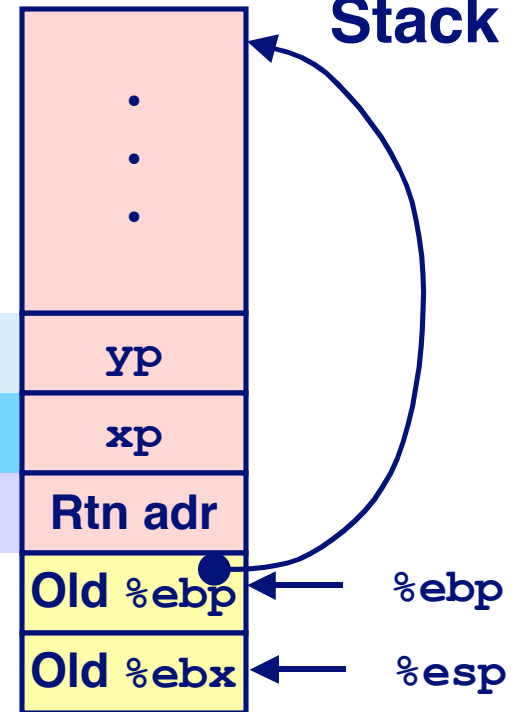 Stack
•
•
•
yp
xp
Rtn adr
Old %ebp %ebp
Old %ebx %esp